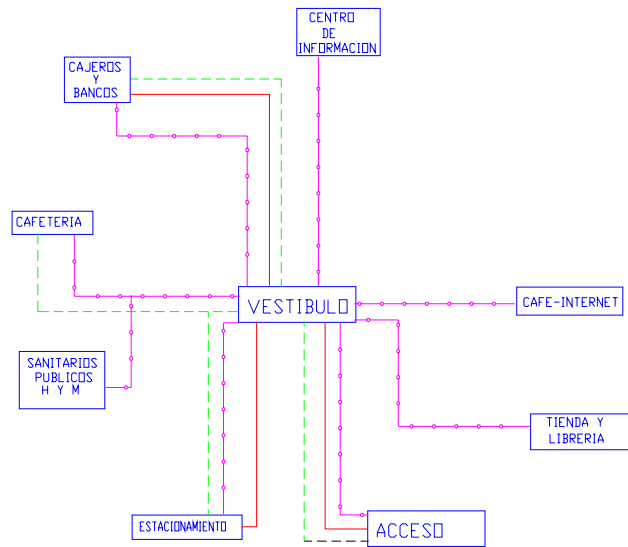 CENTRO
DE
INFORMACION
CAJEROS
Y
BANCOS
CAFETERIA
VESTIBULO
CAFE-INTERNET
SANITARIOS
PUBLICOS
H Y M
TIENDA Y
LIBRERIA
ESTACIONAMIENTO
ACCESO